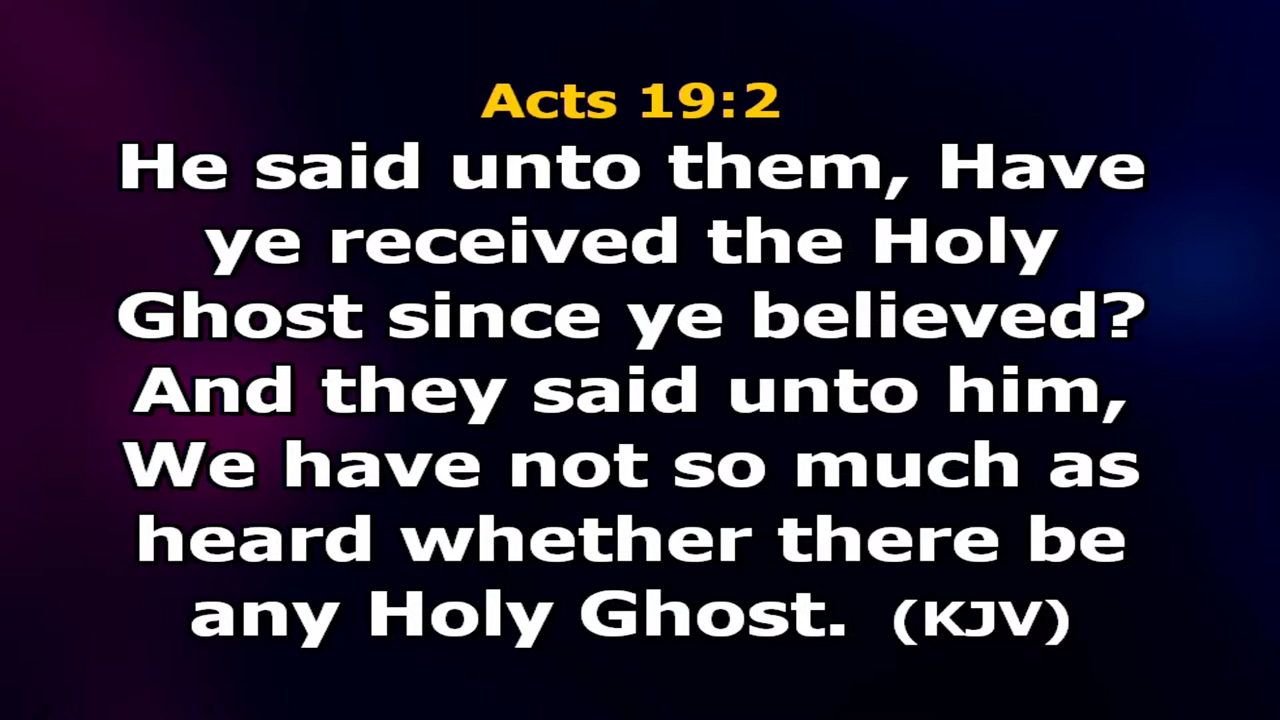 Acts 19:2
He said unto them, Have
ye received the Holy
Ghost since ye believed?
And they said unto him,
We have not so much as
heard whether there be
any Holy Ghost. (KJV)